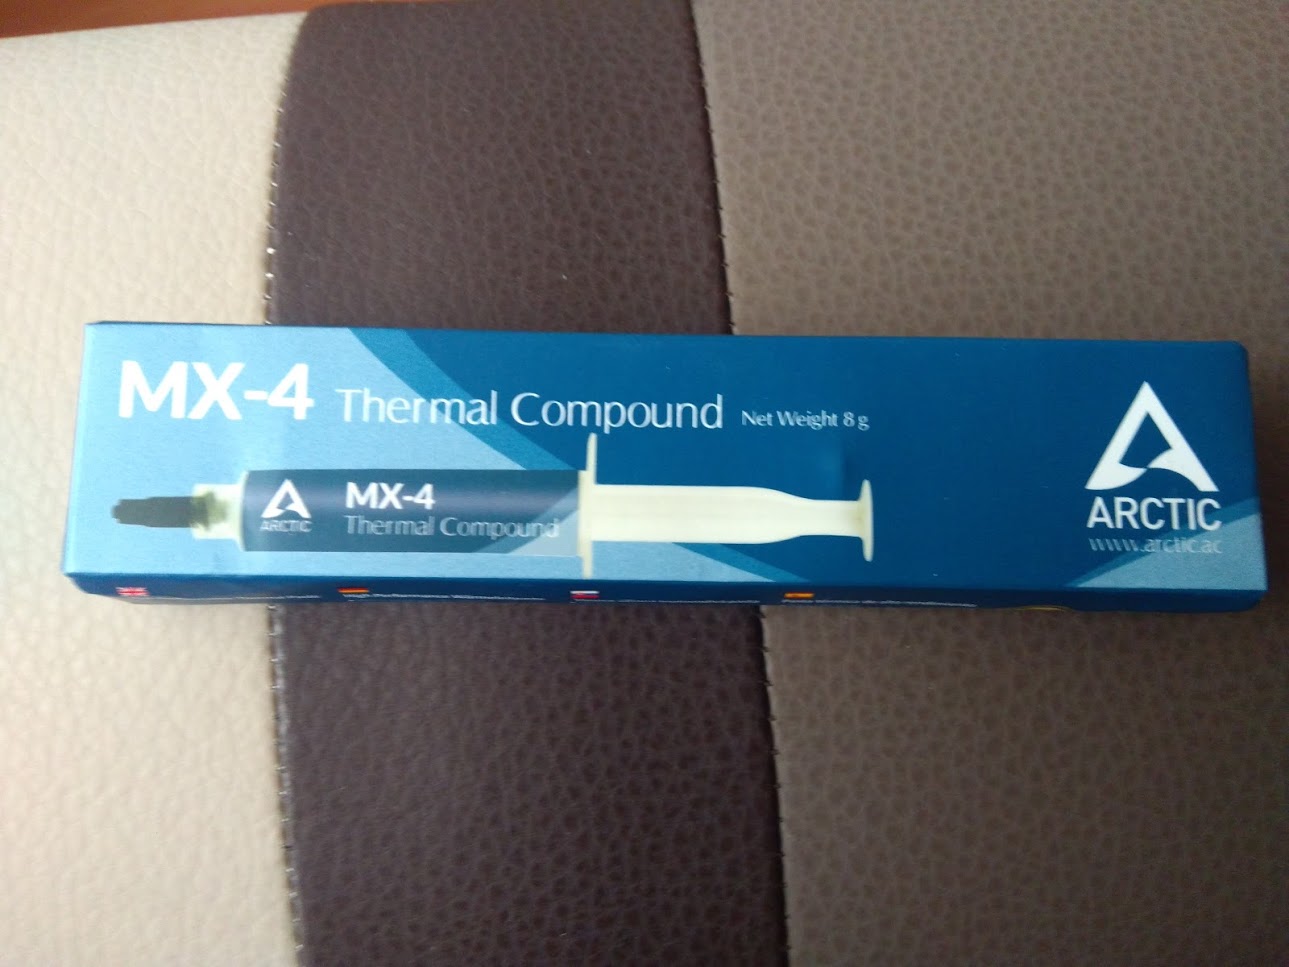 MX-4 Thermal Compound Net Weight 8 g
ARCTIC
MX-4
Thermal Compound
ARCTIC
www.arctic.ac